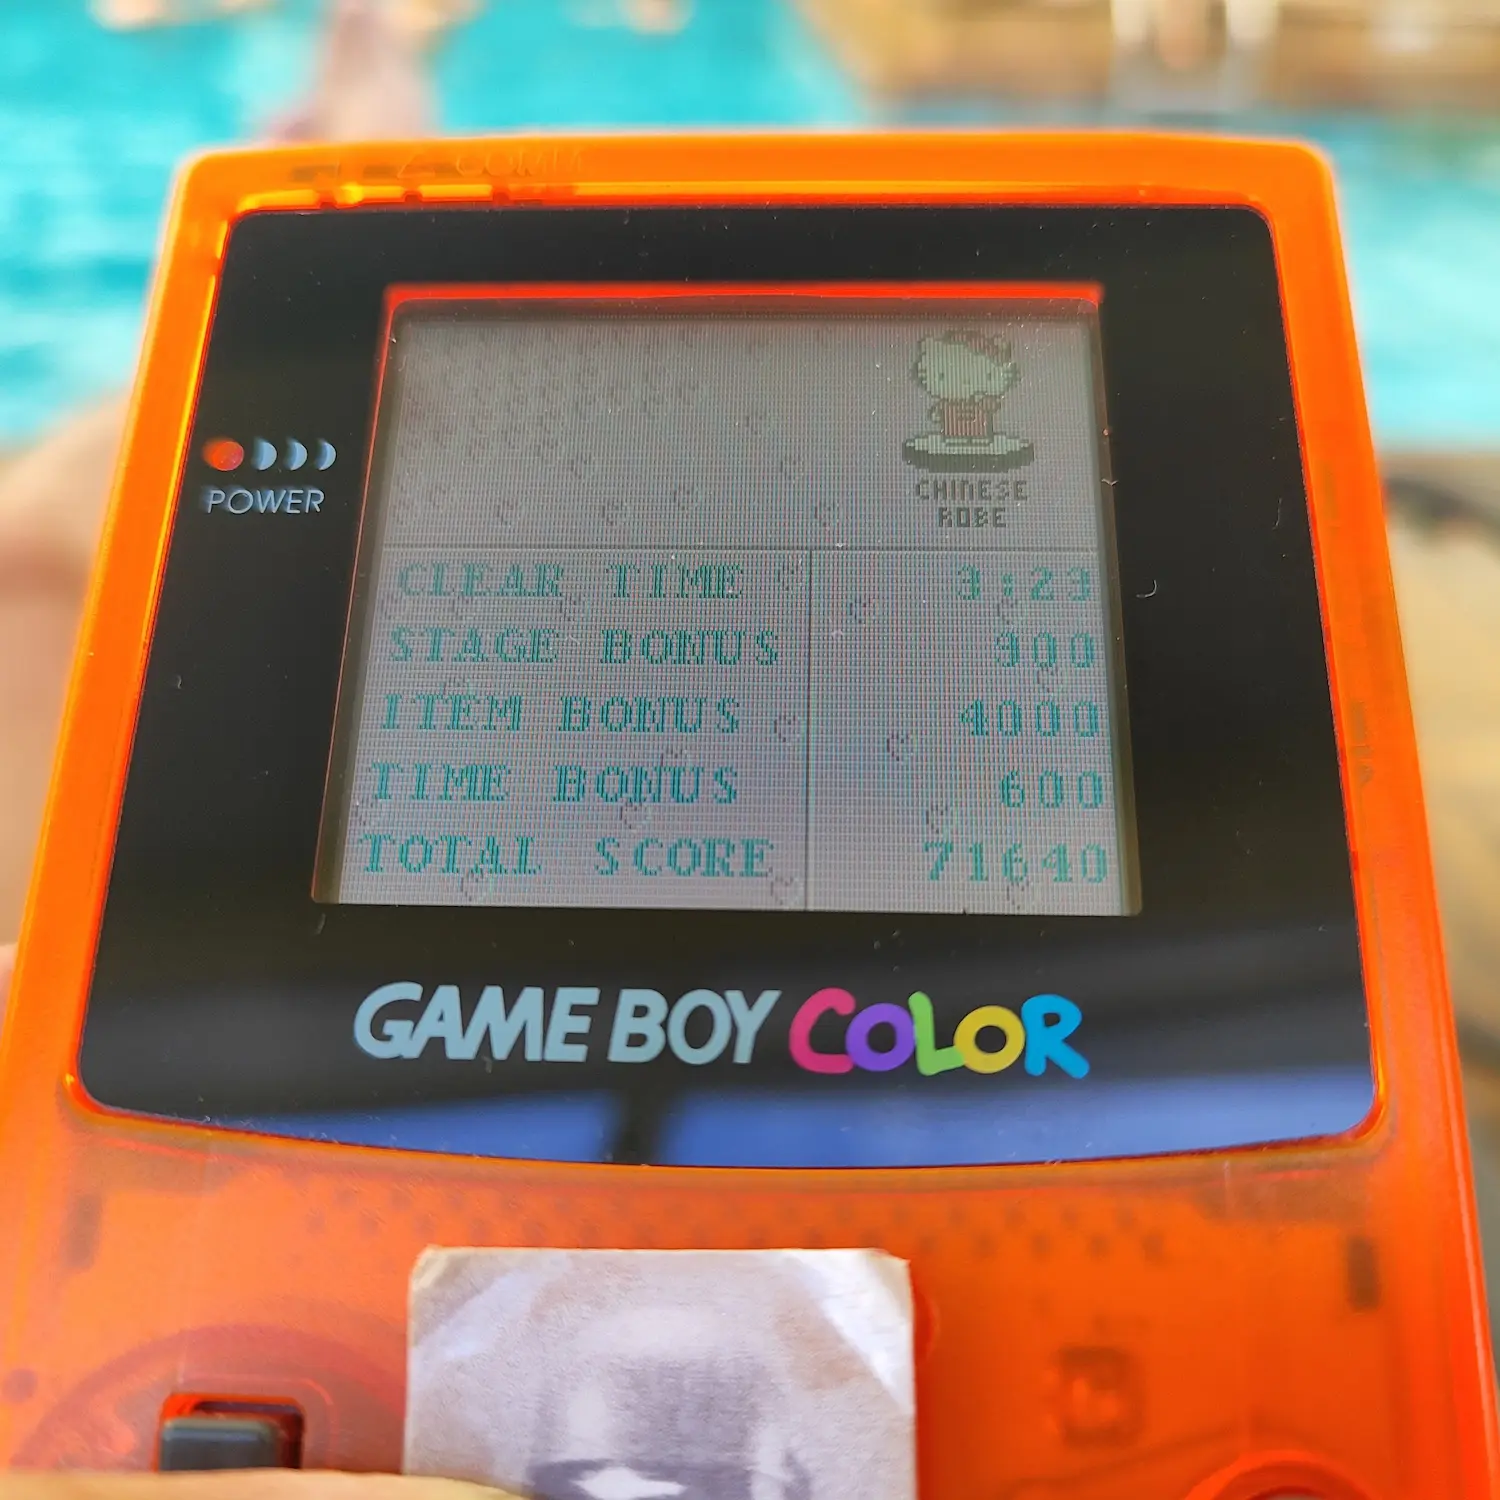 COMM
POWER
CHINESE
ROBE
CLEAR TIME 3:23
STAGE BONUS 900
ITEM BONUS 4000
TIME BONUS 600
TOTAL SCORE 71640
GAME BOY COLOR